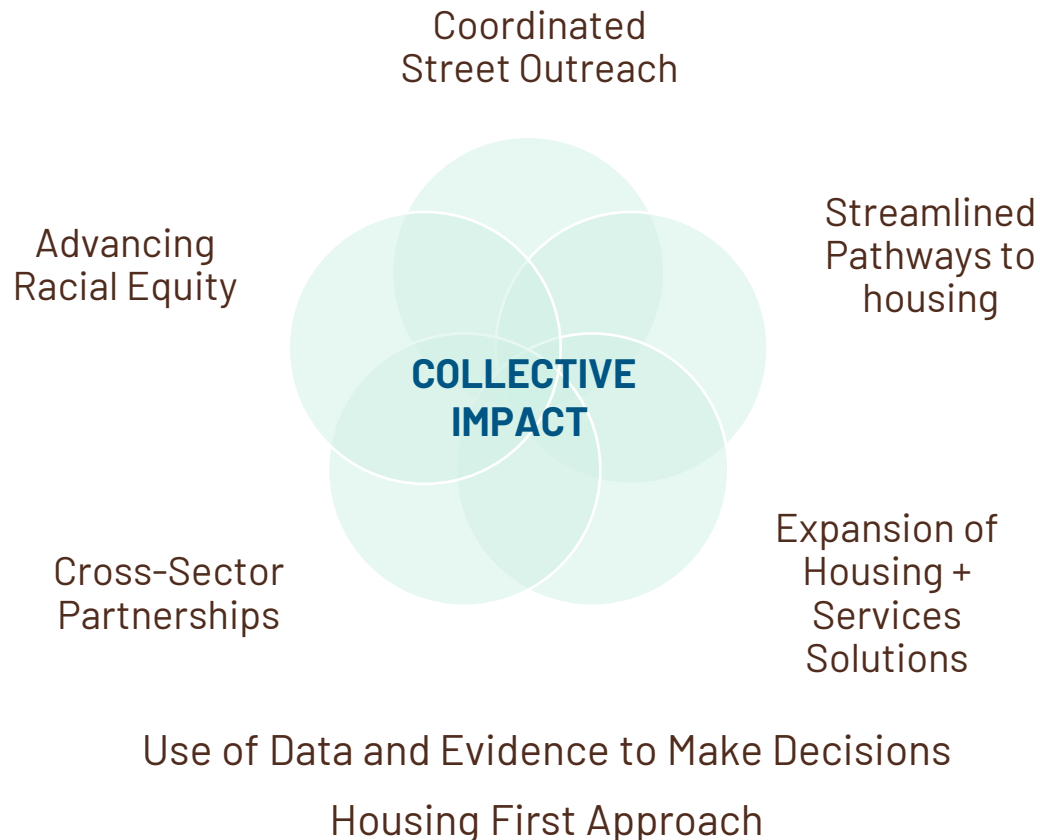 Coordinated
Street Outreach
Advancing
Racial Equity
Streamlined
Pathways to
housing
COLLECTIVE
IMPACT
Cross-Sector
Partnerships
Expansion of
Housing +
Services
Solutions
Use of Data and Evidence to Make Decisions
Housing First Approach